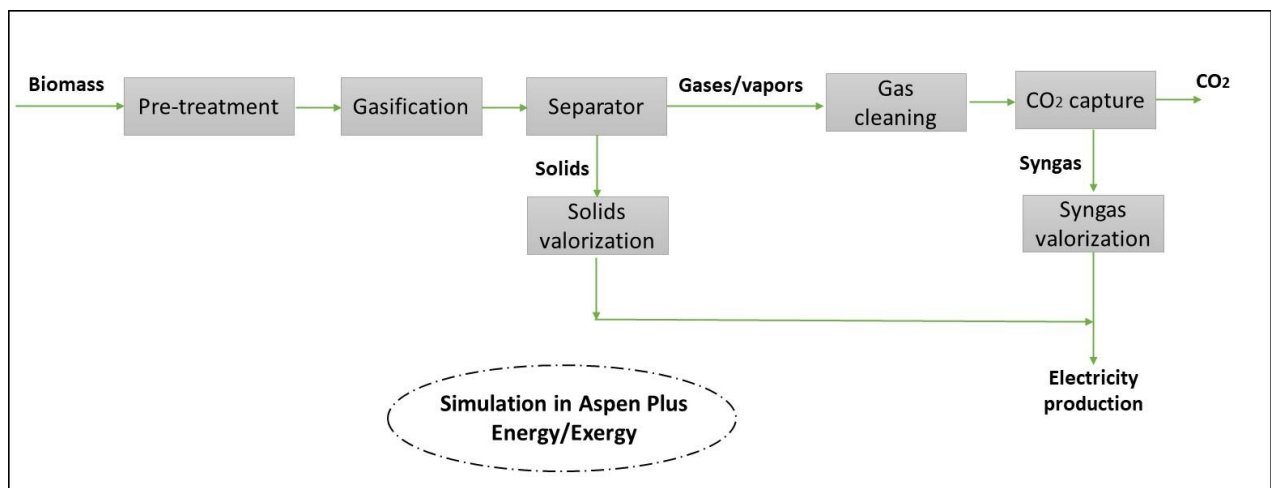 Biomass
Pre-treatment
Gasification
Separator
Gases/vapors
Gas
cleaning
CO2 capture
CO2
Solids
Syngas
Solids
valorization
Syngas
valorization
Electricity
production
Simulation in Aspen Plus
Energy/Exergy